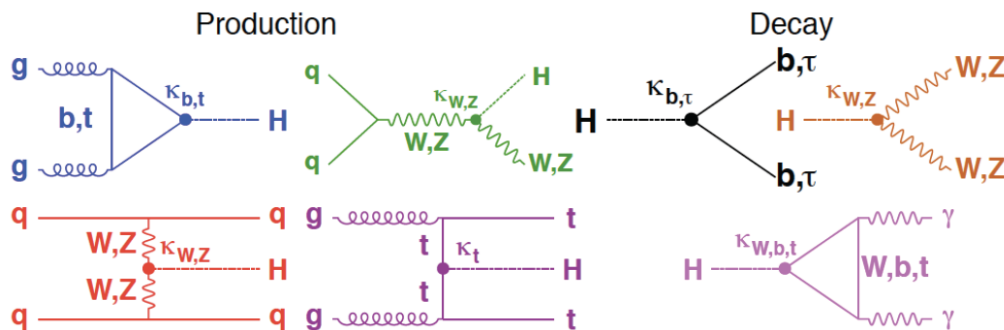 Production
Decay
g
κb,t
b,t
H
g
q
κW,Z
H
W,Z
q
W,Z
H
κb,τ
b,τ
b,τ
H
κW,Z
W,Z
W,Z
q
q
W,Z
κW,Z
H
W,Z
q
q
g
t
t
κt
H
t
g
t
H
κW,b,t
W,b,t
γ
γ